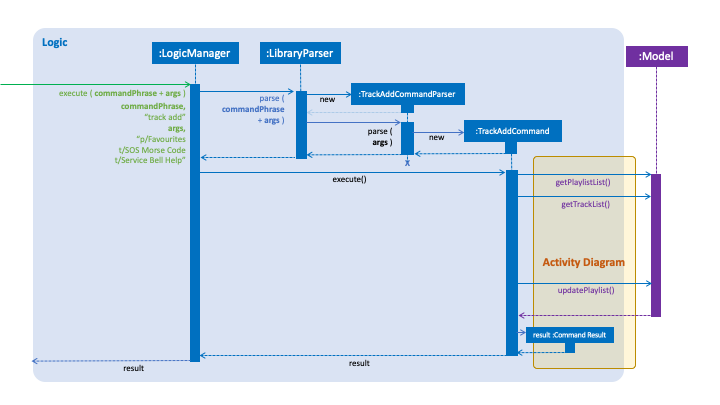 Logic
:LogicManager
:LibraryParser
:Model
execute ( commandPhrase + args )
commandPhrase,
"track add"
args,
"p/Favourites
t/SOS Morse Code
t/Service Bell Help"
parse (
commandPhrase
+ args )
new
:TrackAddCommandParser
parse (
args )
new
:TrackAddCommand
x
execute()
getPlaylistList()
getTrackList()
Activity Diagram
updatePlaylist()
result :Command Result
result
result